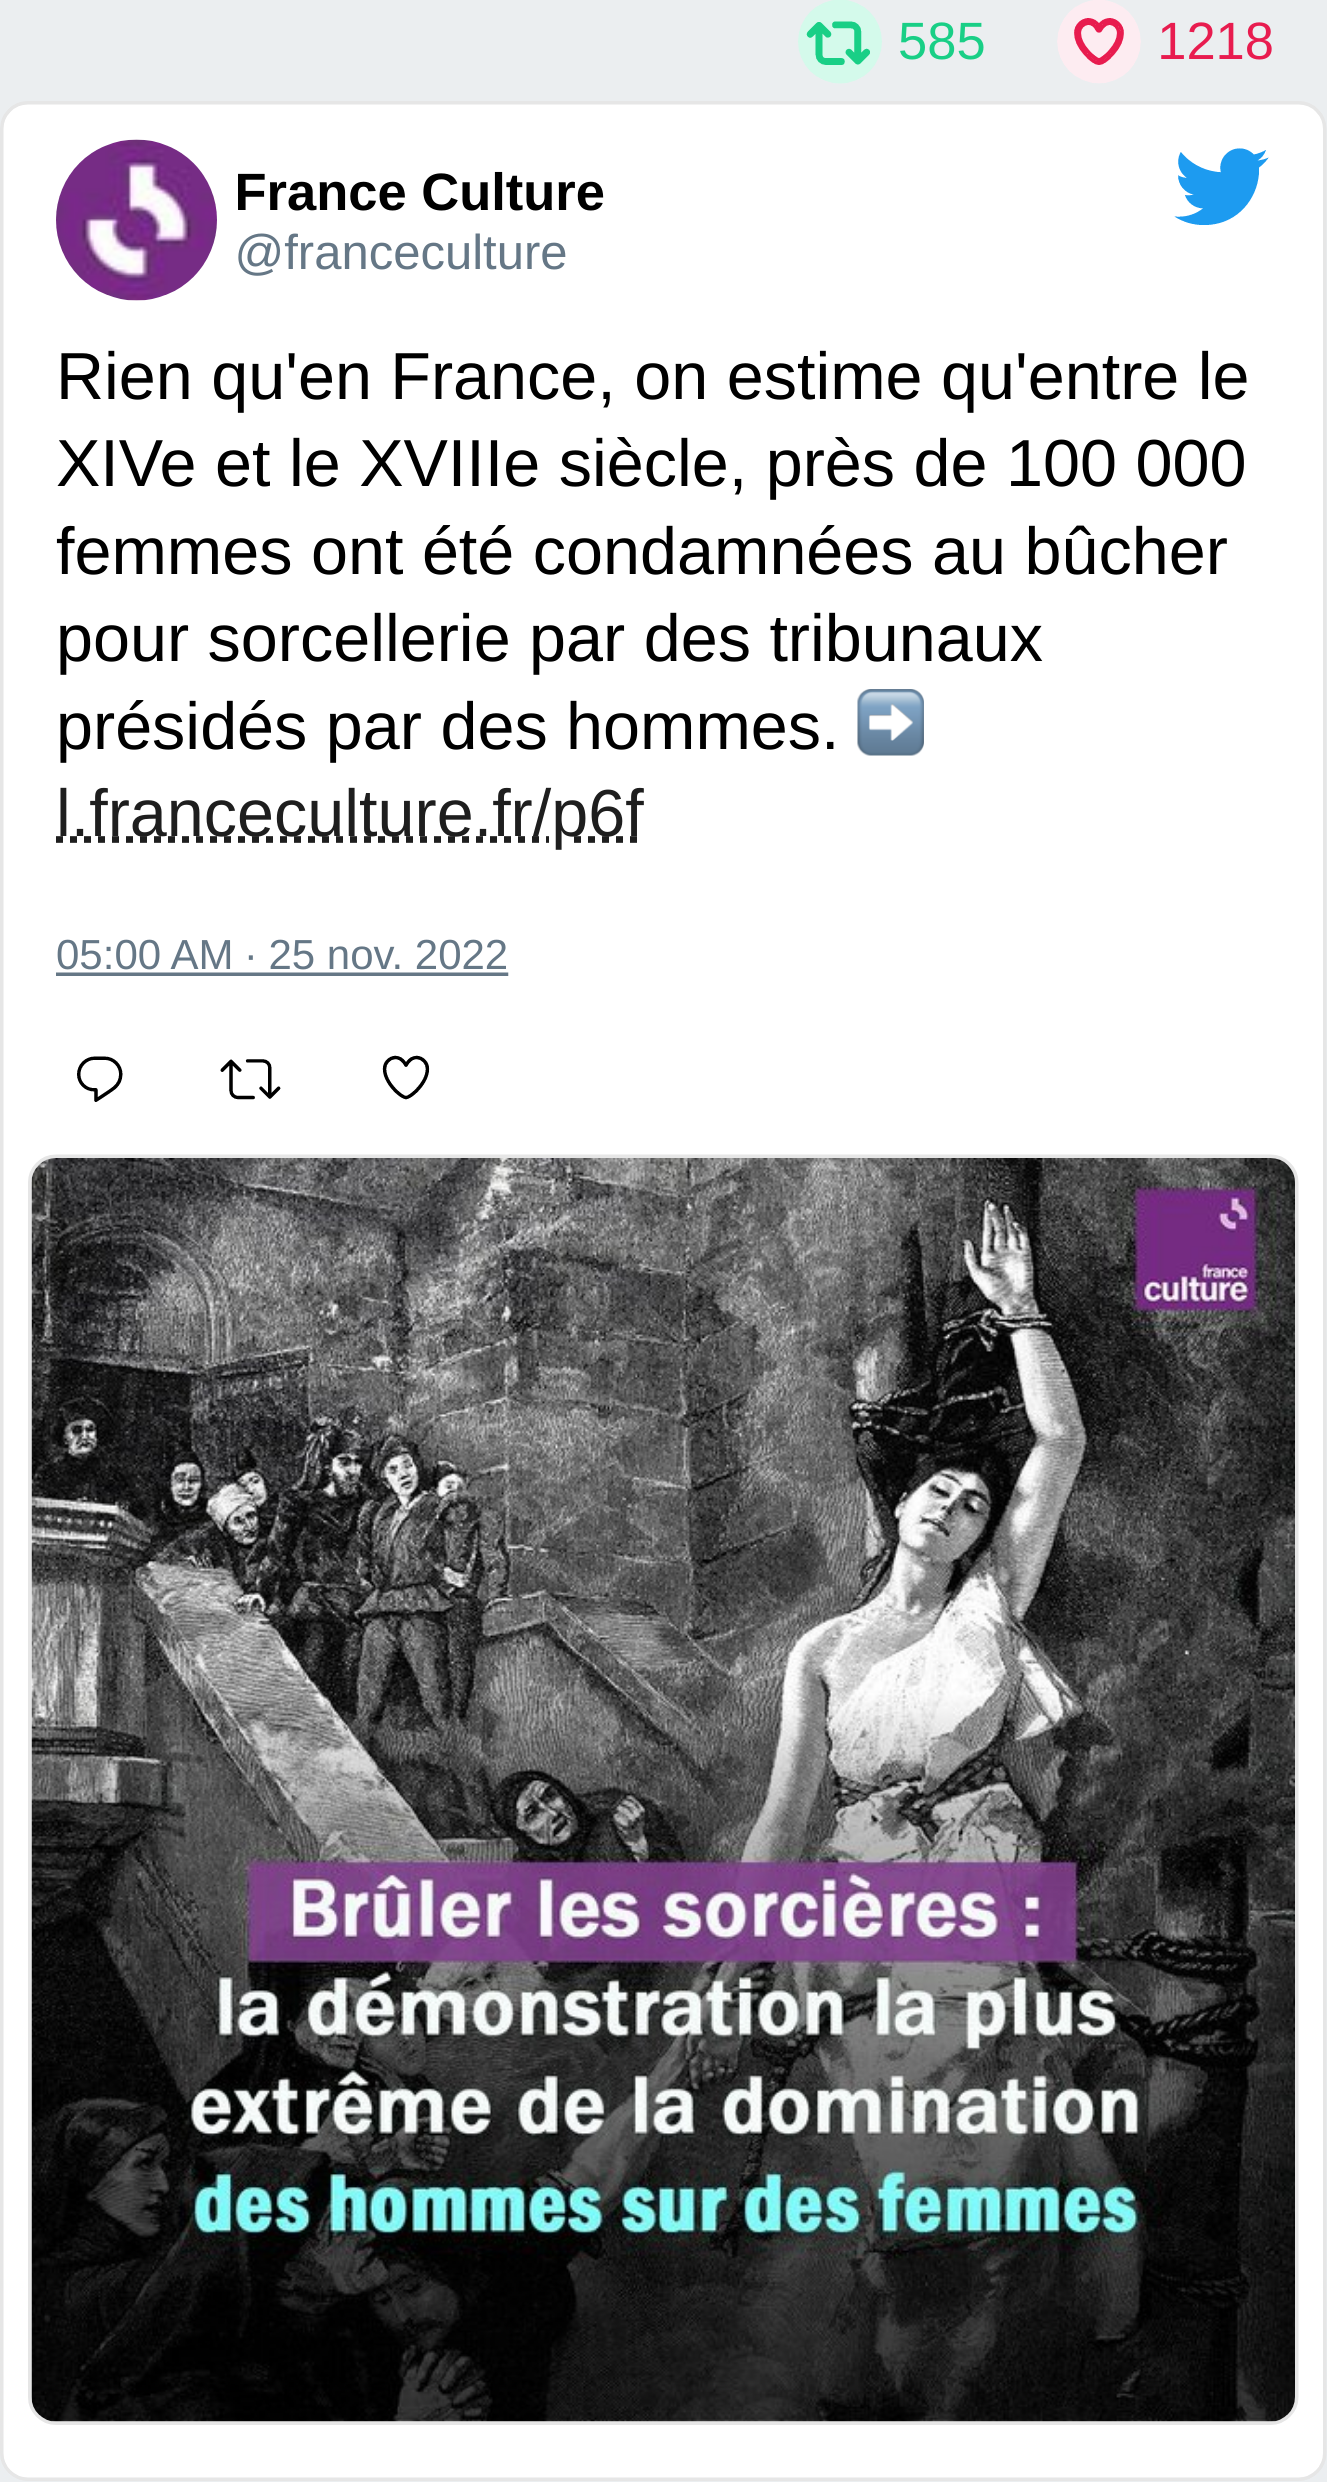 585 1218
France Culture
@franceculture
Rien qu'en France, on estime qu'entre le
XIVe et le XVIIIe siècle, près de 100 000
femmes ont été condamnées au bûcher
pour sorcellerie par des tribunaux
présidés par des hommes. ➡️
l.franceculture.fr/p6f
05:00 AM · 25 nov. 2022
france
culture
Brûler les sorcières :
la démonstration la plus
extrême de la domination
des hommes sur des femmes